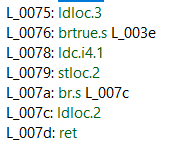 L_0075: ldloc.3
L_0076: brtrue.s L_003e
L_0078: ldc.i4.1
L_0079: stloc.2
L_007a: br.s L_007c
L_007c: ldloc.2
L_007d: ret